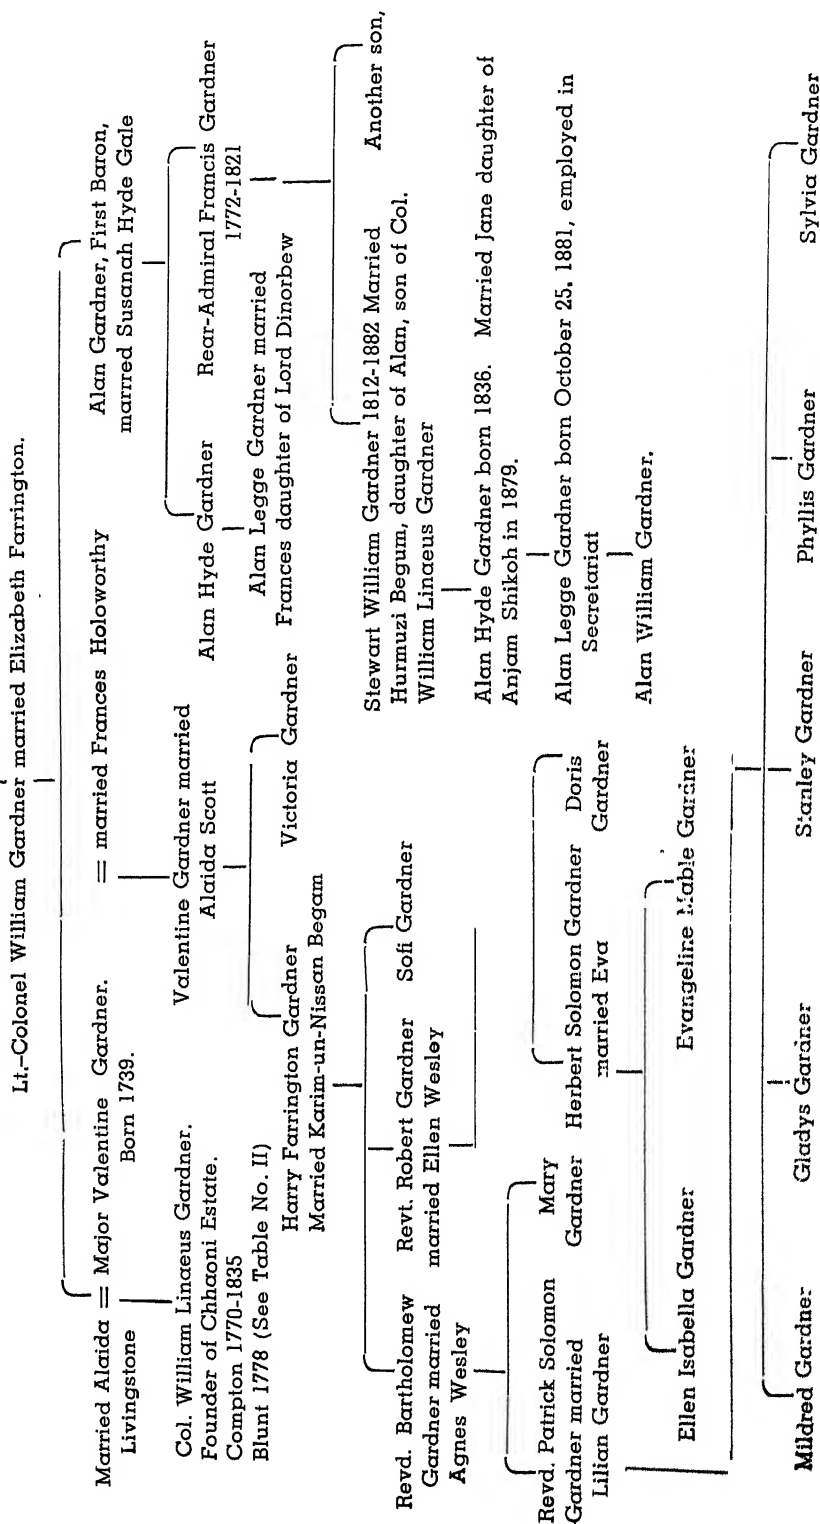 Lt.-Colonel William Gardner married Elizabeth Farrington.
Married Alaida = Major Valentine Gardner.
Livingstone
Born 1739.
= married Frances Holoworthy
Alan Gardner, First Baron,
marrred Susanah Hyde Gale
Col. William Linaeus Gardner.
Founder of Chhaoni Estate.
Compton 1770-1835
Blunt 1778 (See Table No. II)
Valentine Gardner married
Alaida Scott
Alan Hyde Gardner
Rear-Admiral Francis Gardner
1772-1821
Alan Legge Gardner married
Frances daughter of Lord Dinorbew
Harry Farrington Gardner
Married Karim-un-Nissan Begam
Victoria Gardner
Stewart William Gardner 1812-1882 Married
Hurmuzi Begum, daughter of Alan, son of Col.
William Linaeus Gardner
Another son,
Revd. Bartholomew
Gardner married
Agnes Wesley
Revt. Robert Gardner
married Ellen Wesley
Sofi Gardner
Alan Hyde Gardner born 1836. Married Jane daughter of
Anjam Shikoh in 1879.
Revd. Patrick Solomon
Gardner married
Lilian Gardner
Mary
Gardner
Herbert Solomon Gardner
married Eva
Doris
Gardner
Alan Legge Gardner born October 25, 1881, employed in
Secretariat
Alan William Gardner.
Ellen Isabella Gardner
Evangeline Mable Gardner
Mildred Gardner
Gladys Gardner
Stanley Gardner
Phyllis Gardner
Sylvia Gardner